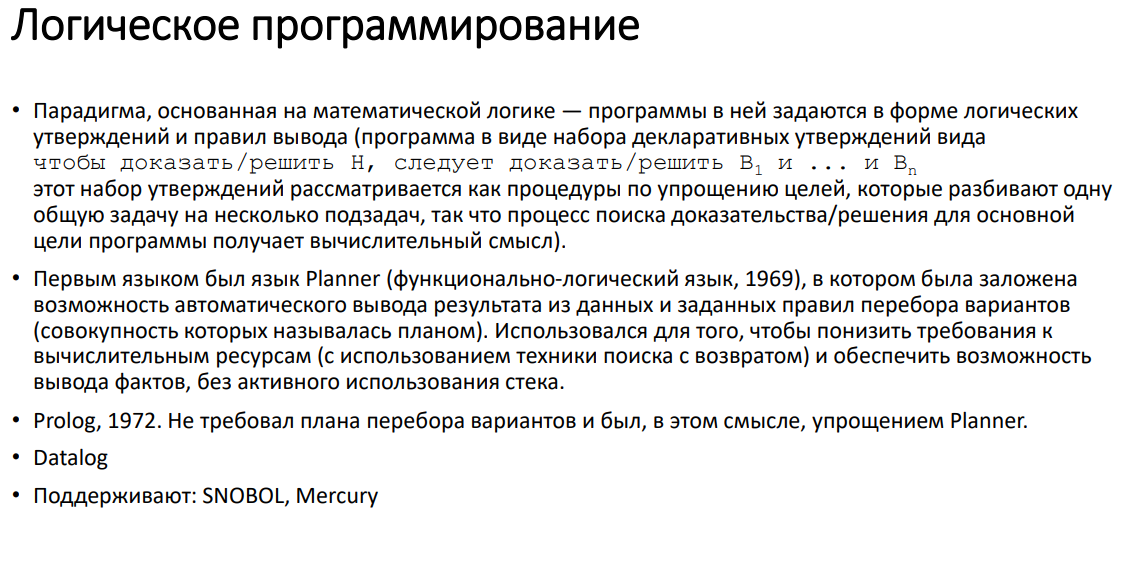 Логическое программирование
• Парадигма, основанная на математической логике — программы в ней задаются в форме логических
утверждений и правил вывода (программа в виде набора декларативных утверждений вида
чтобы доказать/решить H, следует доказать/решить B1 и ... и Bn
этот набор утверждений рассматривается как процедуры по упрощению целей, которые разбивают одну
общую задачу на несколько подзадач, так что процесс поиска доказательства/решения для основной
цели программы получает вычислительный смысл).
• Первым языком был язык Planner (функционально-логический язык, 1969), в котором была заложена
возможность автоматического вывода результата из данных и заданных правил перебора вариантов
(совокупность которых называлась планом). Использовался для того, чтобы понизить требования к
вычислительным ресурсам (с использованием техники поиска с возвратом) и обеспечить возможность
вывода фактов, без активного использования стека.
• Prolog, 1972. Не требовал плана перебора вариантов и был, в этом смысле, упрощением Planner.
• Datalog
• Поддерживают: SNOBOL, Mercury